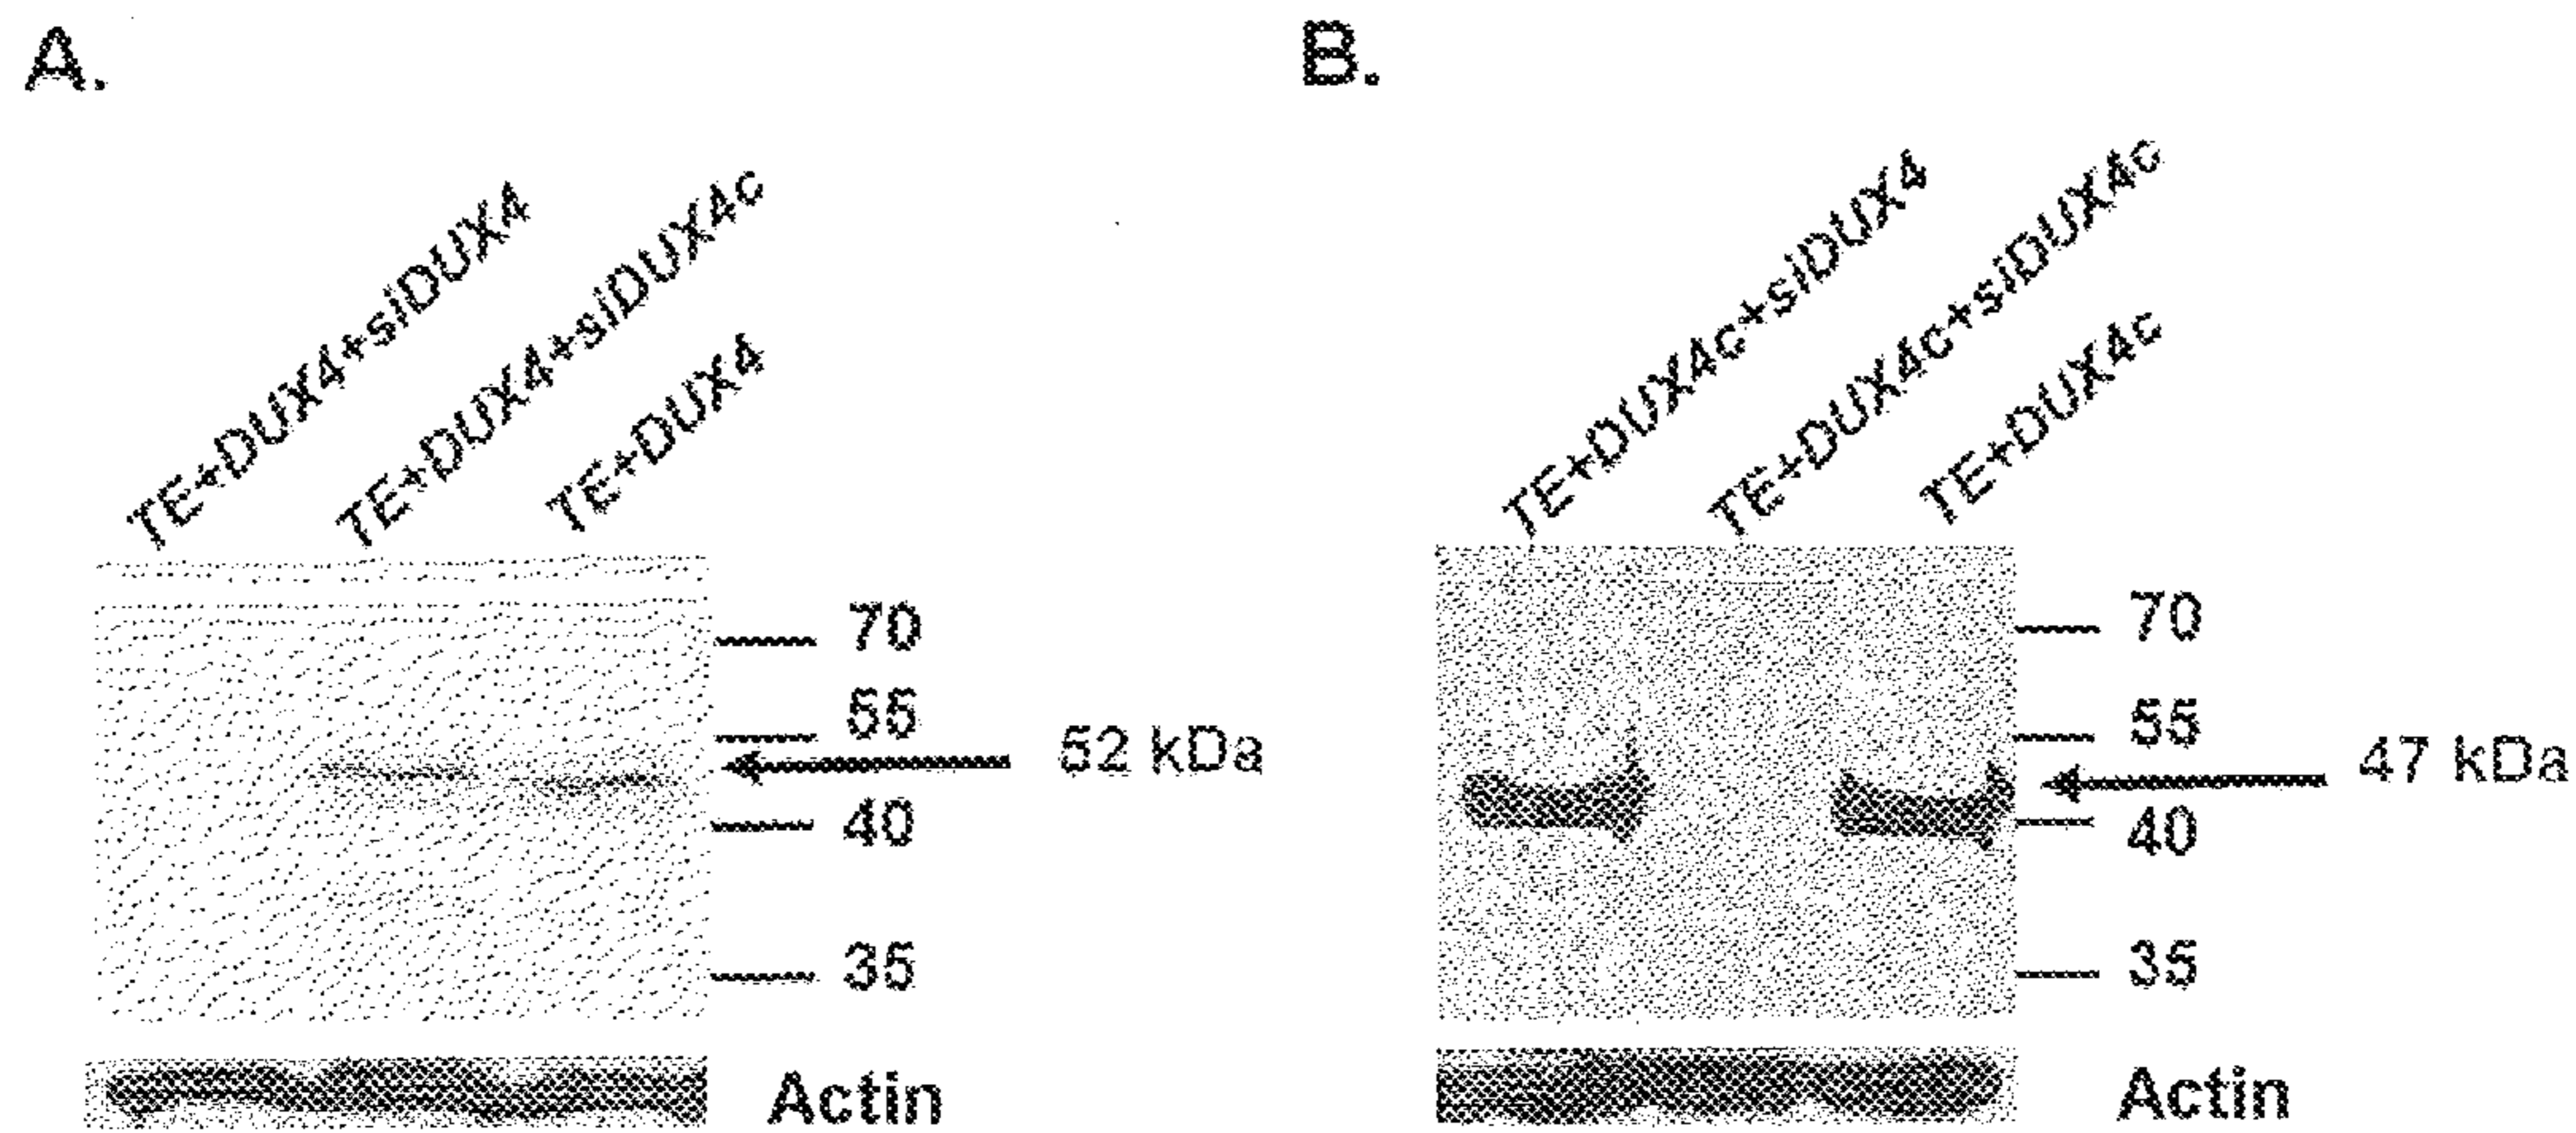 A.
TE+DUX4+siDUX4
TE+DUX4+siDUX4c
TE+DUX4
70
55
52 kDa
40
35
Actin
B.
TE+DUX4c+siDUX4
TE+DUX4c+siDUX4c
TE+DUX4c
70
55
47 kDa
40
35
Actin